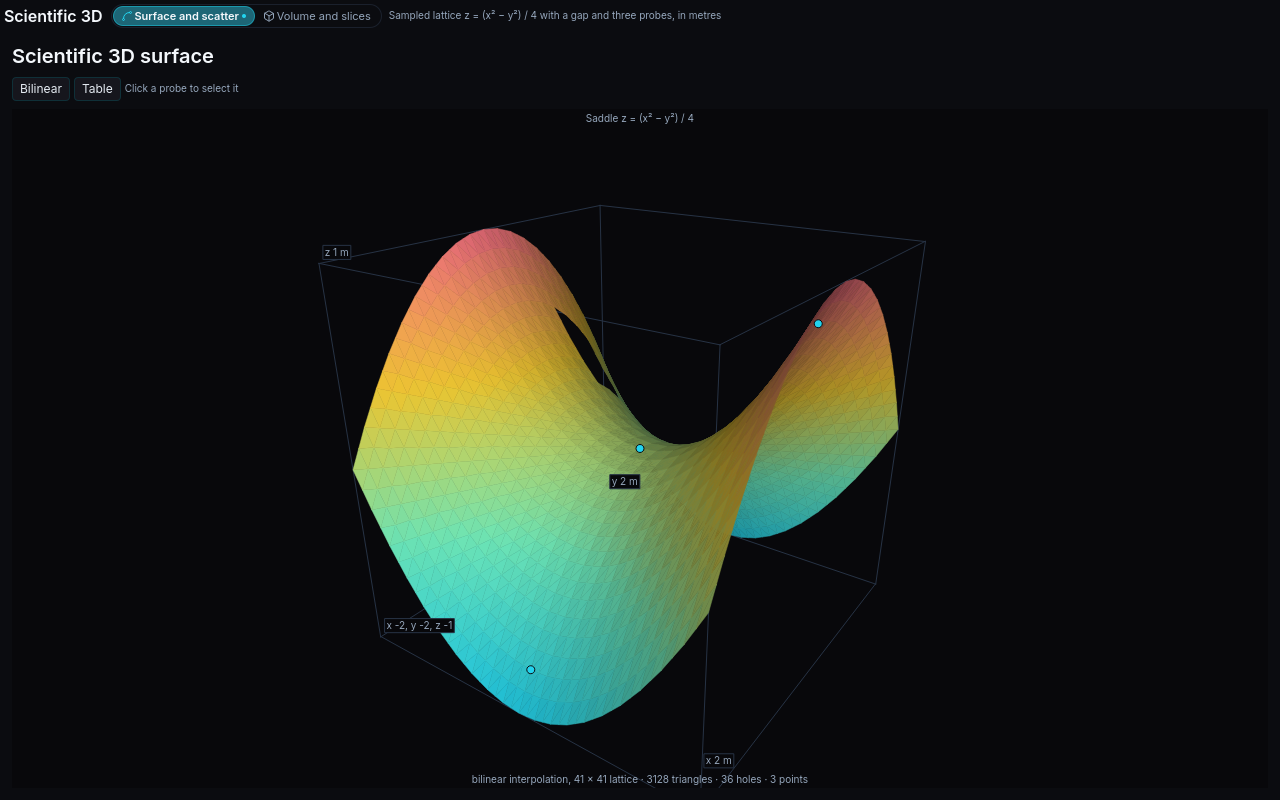 Scientific 3D
Surface and scatter
Volume and slices
Sampled lattice z = (x² − y²) / 4 with a gap and three probes, in metres
Scientific 3D surface
Bilinear
Table
Click a probe to select it
Saddle z = (x² − y²) / 4
z 1 m
y 2 m
x -2, y -2, z -1
x 2 m
bilinear interpolation, 41 × 41 lattice · 3128 triangles · 36 holes · 3 points